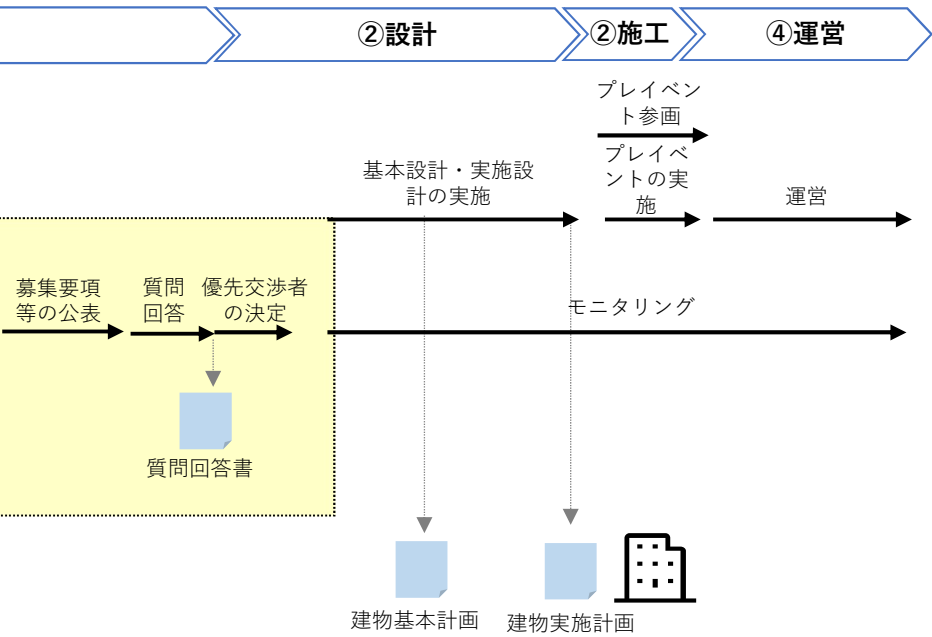 ②設計
②施工
④運営
プレイベン
ト参画
プレイベ
ントの実
施
基本設計・実施設
計の実施
運営
募集要項
等の公表
質問
回答
優先交渉者
の決定
モニタリング
質問回答書
建物基本計画
建物実施計画